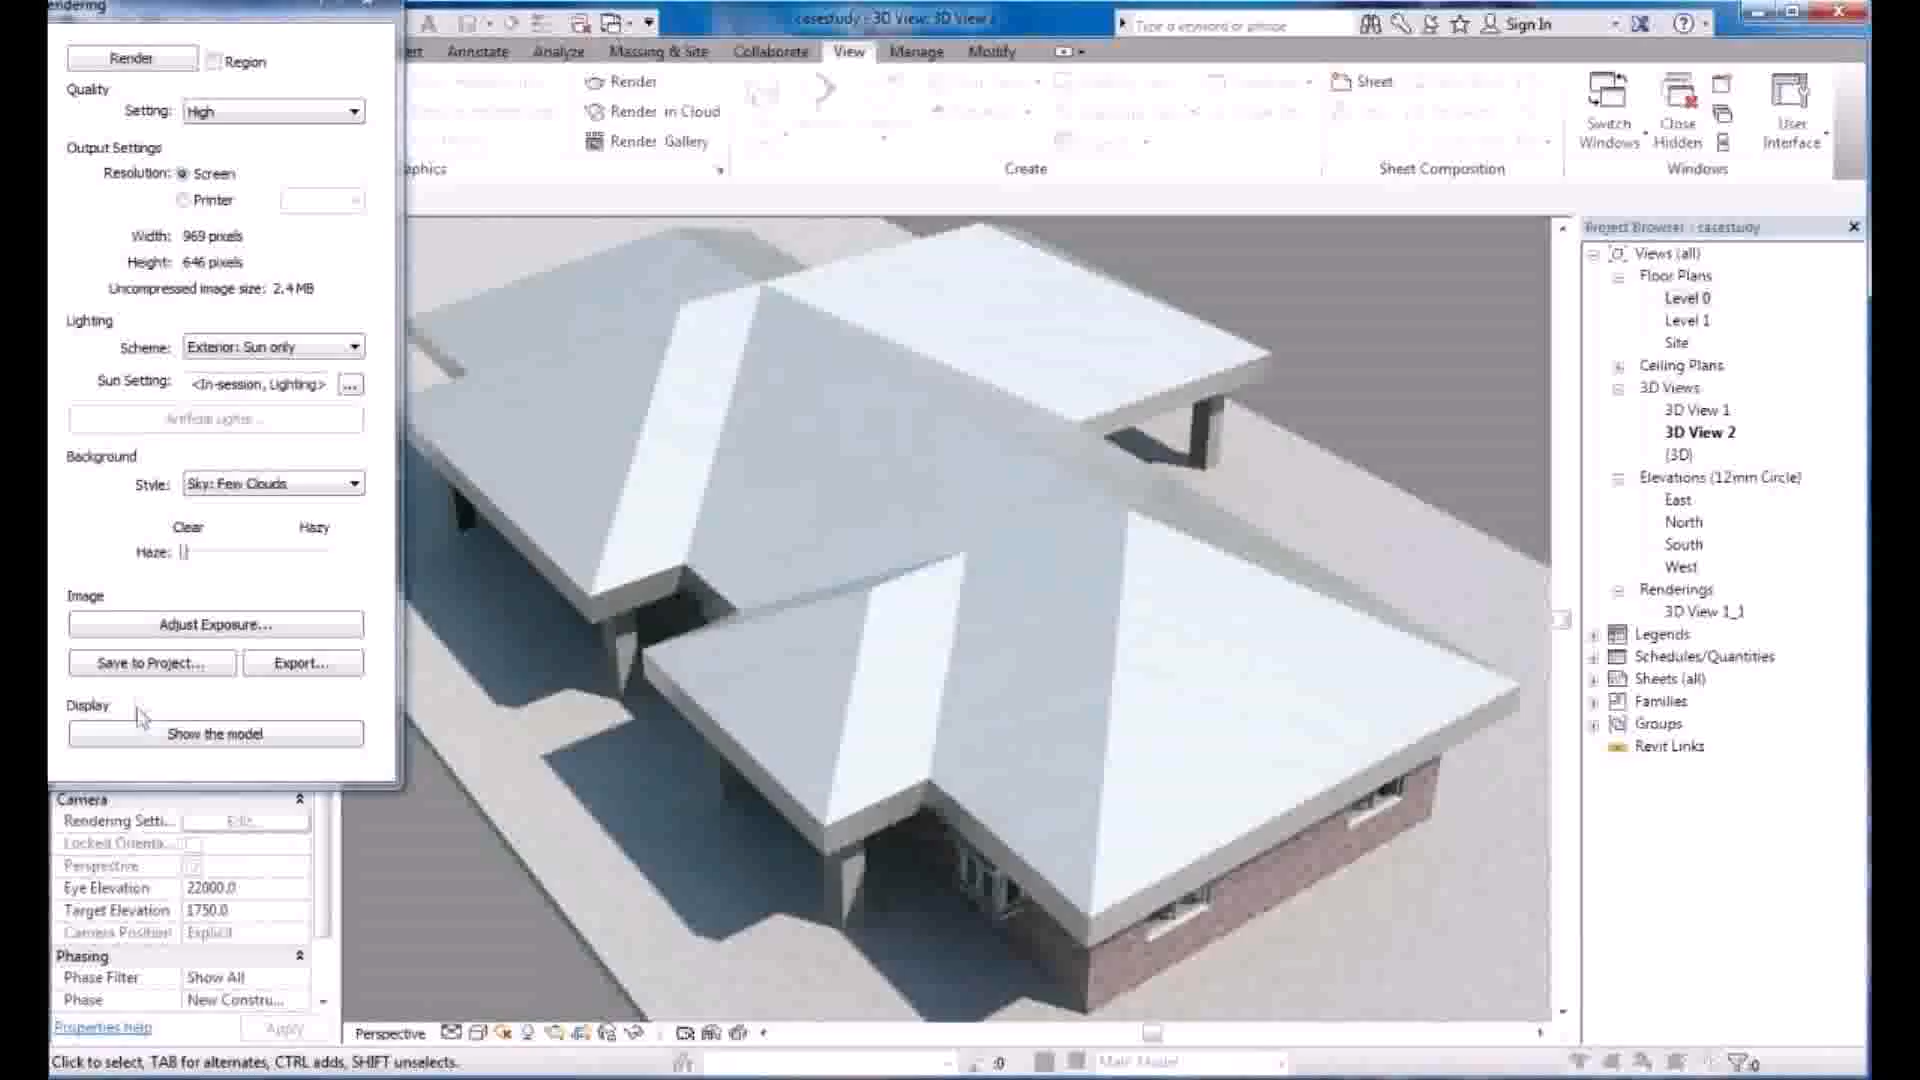 endering
Render
Region
Quality
Setting: High
Output Settings
Resolution: Screen
Printer
Width: 969 pixels
Height: 646 pixels
Uncompressed image size: 2.4 MB
Lighting
Scheme: Exterior: Sun only
Sun Setting: <In-session, Lighting> ...
Artificial Lights...
Background
Style: Sky: Few Clouds
Clear Hazy
Haze:
Image
Adjust Exposure...
Save to Project... Export...
Display
Show the model
casestudy - 3D View: 3D View 2
Type a keyword or phrase
Sign In
ert Annotate Analyze Massing & Site Collaborate View Manage Modify
Render
Render in Cloud
Render Gallery
aphics
Create
Sheet
Sheet Composition
Switch Windows
Close Hidden
User Interface
Windows
Project Browser - casestudy
Views (all)
Floor Plans
Level 0
Level 1
Site
Ceiling Plans
3D Views
3D View 1
3D View 2
{3D}
Elevations (12mm Circle)
East
North
South
West
Renderings
3D View 1_1
Legends
Schedules/Quantities
Sheets (all)
Families
Groups
Revit Links
Camera
Rendering Setti... Edit...
Locked Orienta...
Perspective
Eye Elevation 22000.0
Target Elevation 1750.0
Camera Position Explicit
Phasing
Phase Filter Show All
Phase New Constru...
Properties help Apply
Perspective
Click to select, TAB for alternates, CTRL adds, SHIFT unselects.
:0
Main Model
:0